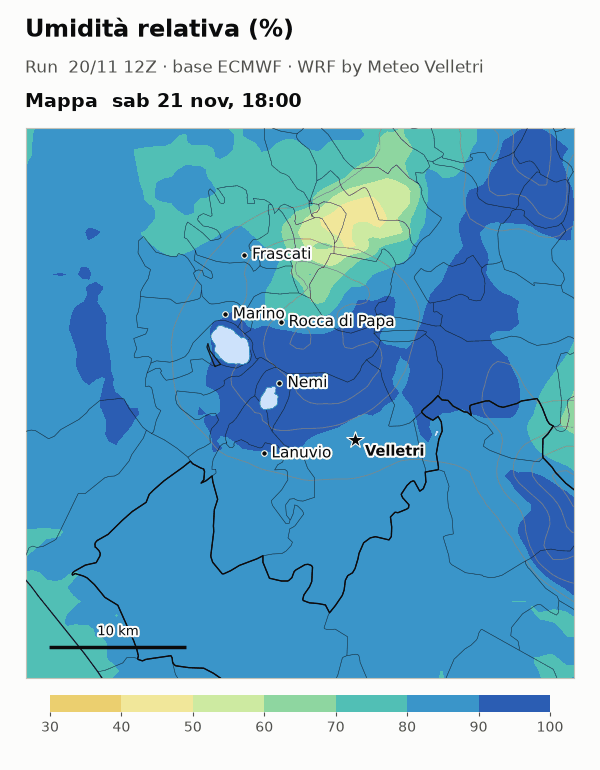 Umidità relativa (%)
Run  20/11 12Z · base ECMWF · WRF by Meteo Velletri
Mappa  sab 21 nov, 18:00
Frascati
Marino
Rocca di Papa
Nemi
Velletri
Lanuvio
10 km
30 40 50 60 70 80 90 100